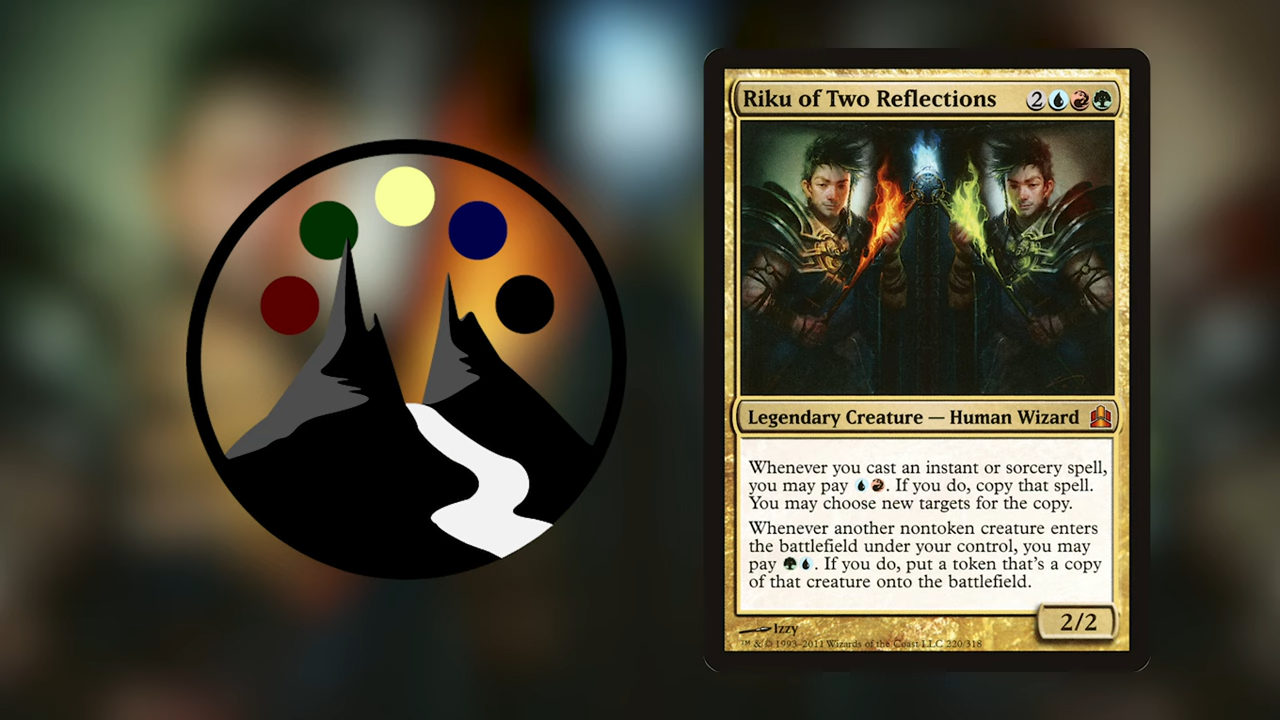 Riku of Two Reflections 2
Legendary Creature — Human Wizard
Whenever you cast an instant or sorcery spell,
you may pay . If you do, copy that spell.
You may choose new targets for the copy.
Whenever another nontoken creature enters
the battlefield under your control, you may
pay . If you do, put a token that's a copy
of that creature onto the battlefield.
2/2
Izzy
™ & © 1993–2011 Wizards of the Coast LLC 220/318